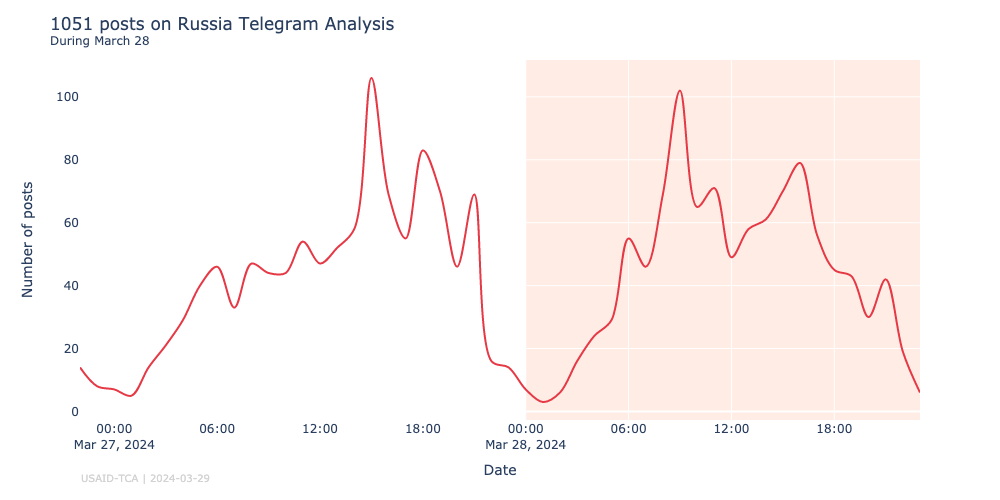 1051 posts on Russia Telegram Analysis
During March 28
Number of posts
100
80
60
40
20
0
00:00 06:00 12:00 18:00 00:00 06:00 12:00 18:00
Mar 27, 2024 Mar 28, 2024
Date
USAID-TCA | 2024-03-29